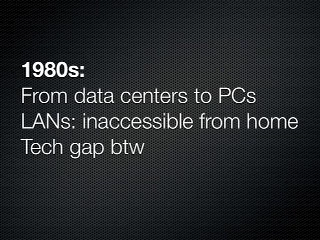 1980s:
From data centers to PCs
LANs: inaccessible from home
Tech gap btw